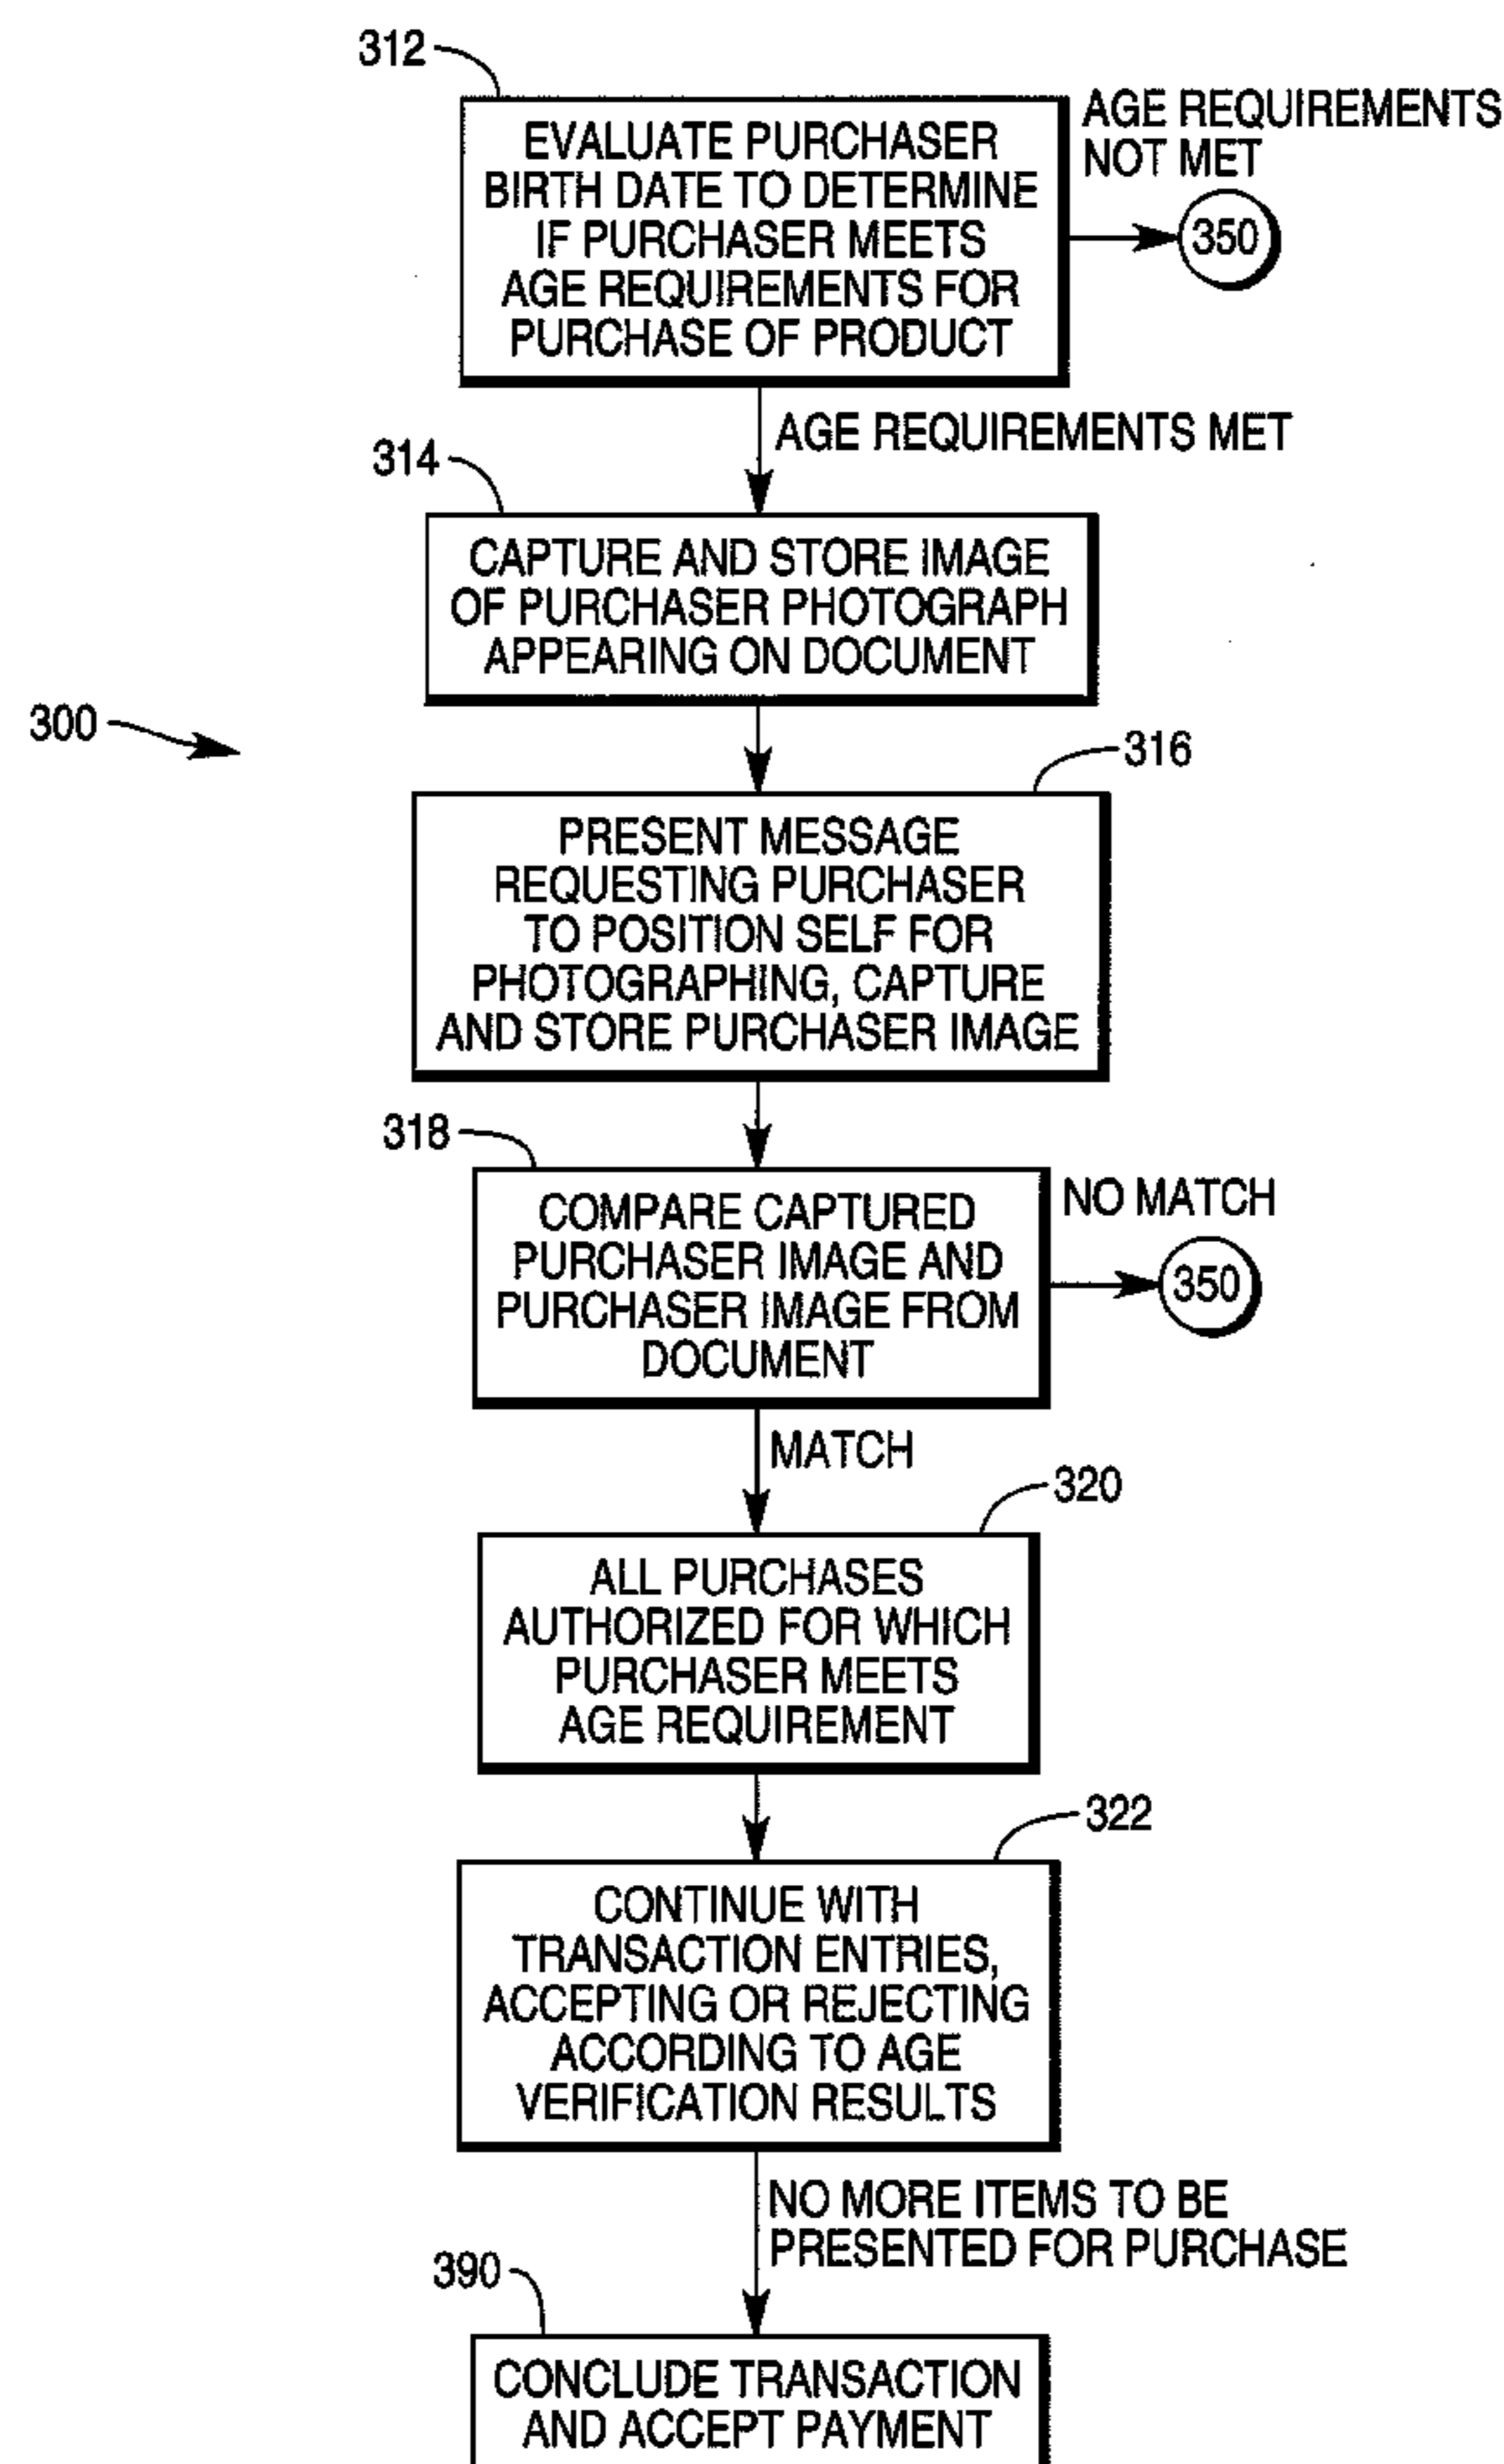 312
EVALUATE PURCHASER
BIRTH DATE TO DETERMINE
IF PURCHASER MEETS
AGE REQUIREMENTS FOR
PURCHASE OF PRODUCT
AGE REQUIREMENTS
NOT MET
350
AGE REQUIREMENTS MET
314
CAPTURE AND STORE IMAGE
OF PURCHASER PHOTOGRAPH
APPEARING ON DOCUMENT
300
316
PRESENT MESSAGE
REQUESTING PURCHASER
TO POSITION SELF FOR
PHOTOGRAPHING, CAPTURE
AND STORE PURCHASER IMAGE
318
COMPARE CAPTURED
PURCHASER IMAGE AND
PURCHASER IMAGE FROM
DOCUMENT
NO MATCH
350
MATCH
320
ALL PURCHASES
AUTHORIZED FOR WHICH
PURCHASER MEETS
AGE REQUIREMENT
322
CONTINUE WITH
TRANSACTION ENTRIES,
ACCEPTING OR REJECTING
ACCORDING TO AGE
VERIFICATION RESULTS
NO MORE ITEMS TO BE
PRESENTED FOR PURCHASE
390
CONCLUDE TRANSACTION
AND ACCEPT PAYMENT